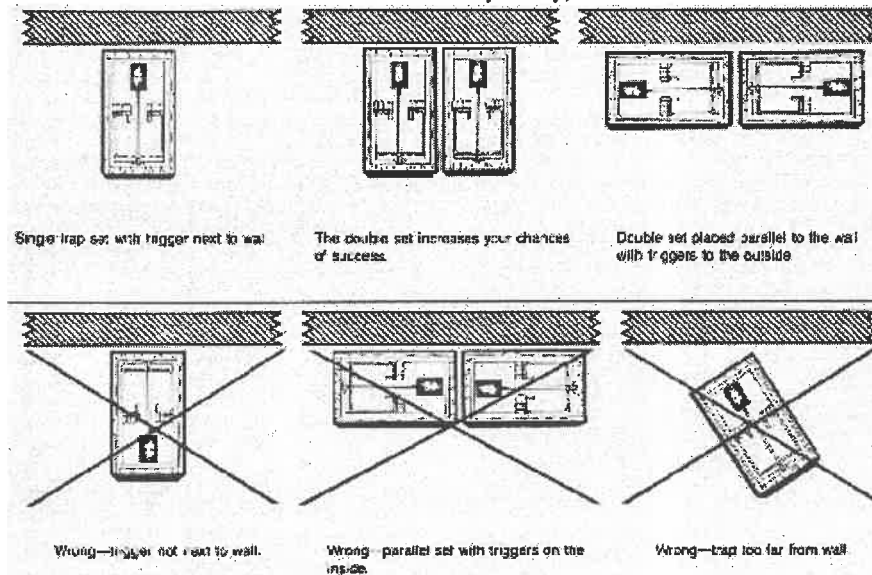 Single trap set with trigger next to wall
The double set increases your chances
of success.
Double set placed parallel to the wall
with triggers to the outside
Wrong—trigger not next to wall.
Wrong—parallel set with triggers on the
inside.
Wrong—trap too far from wall